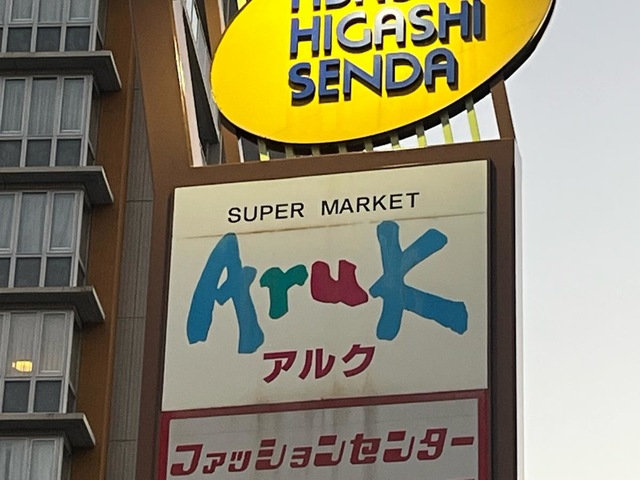 HIGASHI
SENDA
SUPER MARKET
Aruk
アルク
ファッションセンター